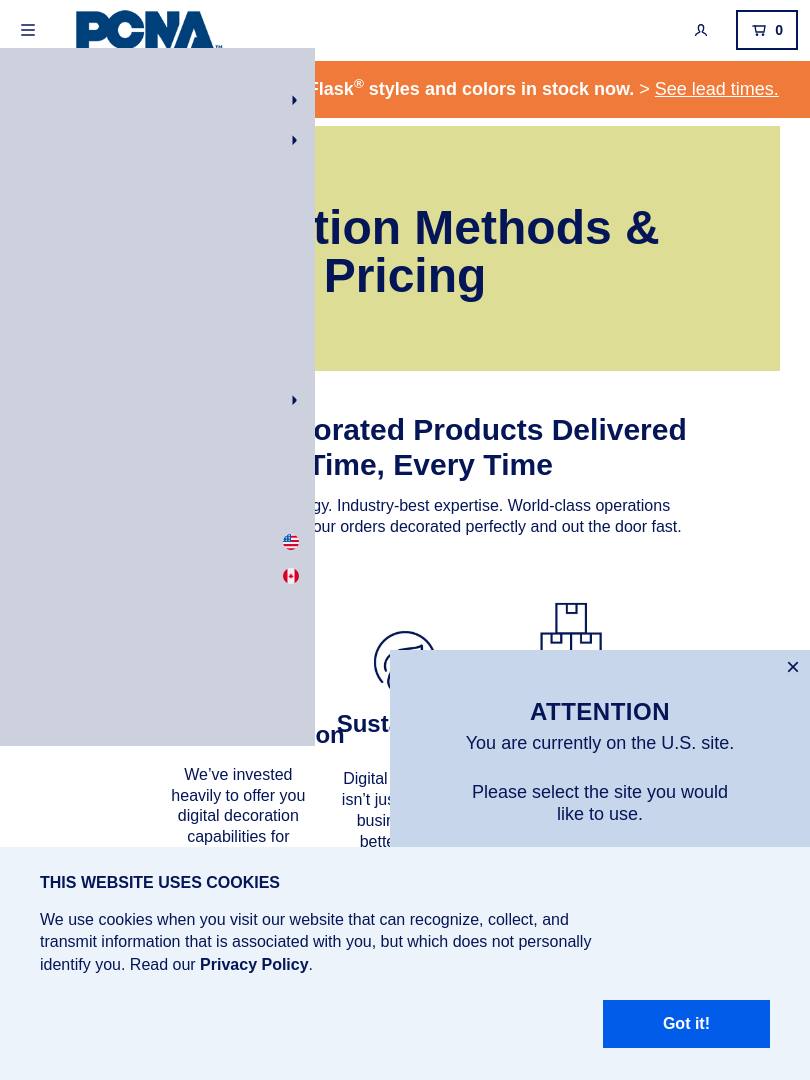 PCNA™
0
Flask® styles and colors in stock now. > See lead times.
tion Methods &
Pricing
orated Products Delivered
Time, Every Time
gy. Industry-best expertise. World-class operations
our orders decorated perfectly and out the door fast.
Susta
on
We’ve invested
heavily to offer you
digital decoration
capabilities for
Digital
isn’t jus
busin
bette
×
ATTENTION
You are currently on the U.S. site.
Please select the site you would
like to use.
THIS WEBSITE USES COOKIES
We use cookies when you visit our website that can recognize, collect, and
transmit information that is associated with you, but which does not personally
identify you. Read our Privacy Policy.
Got it!